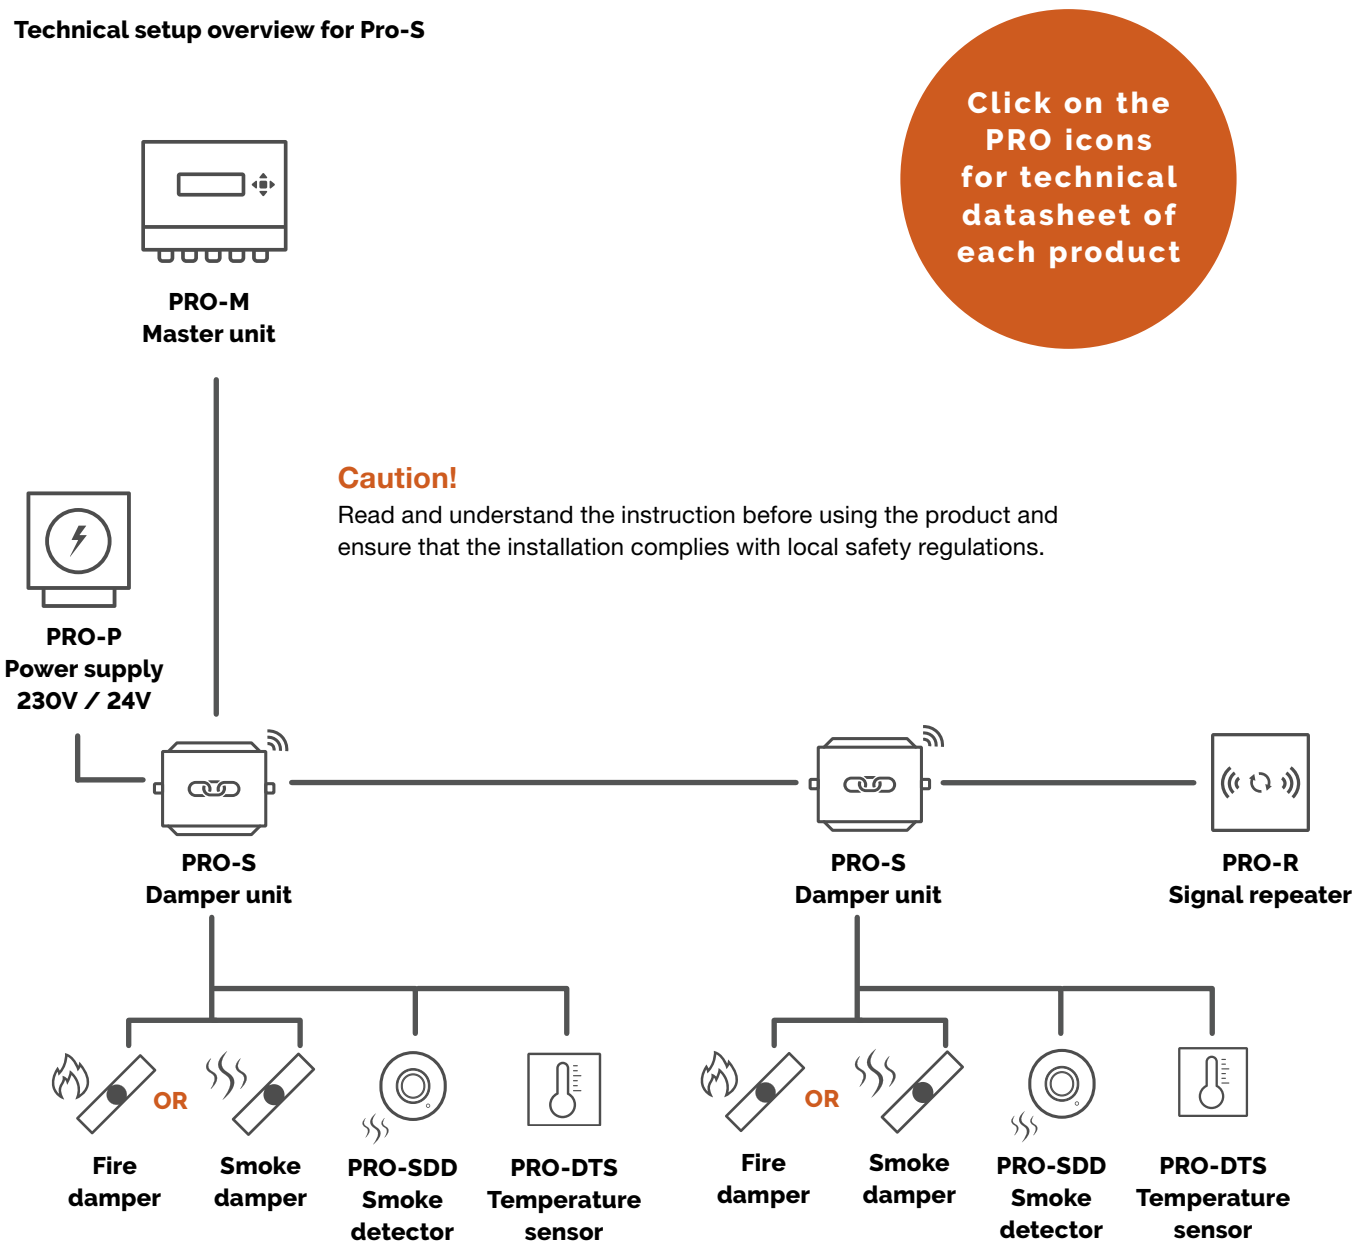 Technical setup overview for Pro-S
Click on the
PRO icons
for technical
datasheet of
each product
PRO-M
Master unit
Caution!
Read and understand the instruction before using the product and
ensure that the installation complies with local safety regulations.
PRO-P
Power supply
230V / 24V
PRO-S
Damper unit
PRO-S
Damper unit
PRO-R
Signal repeater
OR
Fire
damper
Smoke
damper
PRO-SDD
Smoke
detector
PRO-DTS
Temperature
sensor
OR
Fire
damper
Smoke
damper
PRO-SDD
Smoke
detector
PRO-DTS
Temperature
sensor